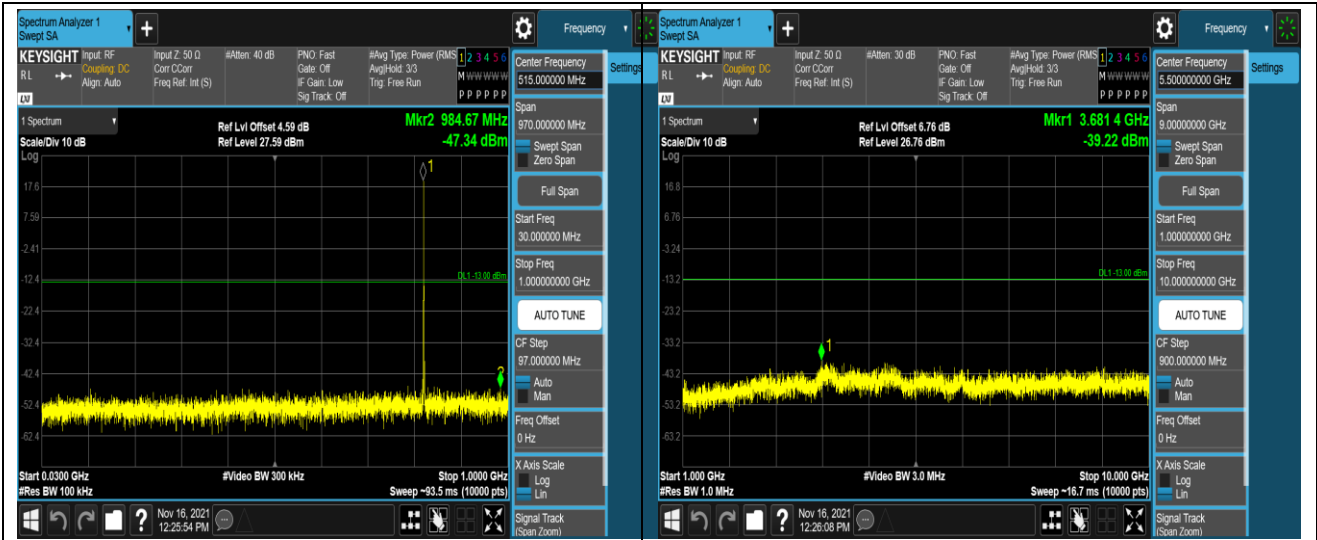 Spectrum Analyzer 1
Swept SA
+
Frequency
KEYSIGHT
RL
LXI
Input: RF
Coupling: DC
Align: Auto
Input Z: 50 Ω
Corr CCorr
Freq Ref: Int (S)
#Atten: 40 dB
PNO: Fast
Gate: Off
IF Gain: Low
Sig Track: Off
#Avg Type: Power (RMS
Avg|Hold: 3/3
Trig: Free Run
1 2 3 4 5 6
M W W W W W
P P P P P P
Center Frequency
515.000000 MHz
Settings
Span
970.000000 MHz
Swept Span
Zero Span
Full Span
Start Freq
30.000000 MHz
Stop Freq
1.000000000 GHz
AUTO TUNE
CF Step
97.000000 MHz
Auto
Man
Freq Offset
0 Hz
X Axis Scale
Log
Lin
Signal Track
(Span Zoom)
1 Spectrum
Scale/Div 10 dB
Log
Ref Lvl Offset 4.59 dB
Ref Level 27.59 dBm
Mkr2 984.67 MHz
-47.34 dBm
1
17.6
7.59
-2.41
-12.4
DL1 -13.00 dBm
-22.4
-32.4
-42.4
-52.4
-62.4
Start 0.0300 GHz
#Res BW 100 kHz
#Video BW 300 kHz
Stop 1.0000 GHz
Sweep ~93.5 ms (10000 pts)
?
Nov 16, 2021
12:25:54 PM
Spectrum Analyzer 1
Swept SA
+
Frequency
KEYSIGHT
RL
LXI
Input: RF
Coupling: DC
Align: Auto
Input Z: 50 Ω
Corr CCorr
Freq Ref: Int (S)
#Atten: 30 dB
PNO: Fast
Gate: Off
IF Gain: Low
Sig Track: Off
#Avg Type: Power (RMS
Avg|Hold: 3/3
Trig: Free Run
1 2 3 4 5 6
M W W W W W
P P P P P P
Center Frequency
5.500000000 GHz
Settings
Span
9.00000000 GHz
Swept Span
Zero Span
Full Span
Start Freq
1.000000000 GHz
Stop Freq
10.000000000 GHz
AUTO TUNE
CF Step
900.000000 MHz
Auto
Man
Freq Offset
0 Hz
X Axis Scale
Log
Lin
Signal Track
(Span Zoom)
1 Spectrum
Scale/Div 10 dB
Log
Ref Lvl Offset 6.76 dB
Ref Level 26.76 dBm
Mkr1 3.681 4 GHz
-39.22 dBm
16.8
6.76
-3.24
-13.2
DL1 -13.00 dBm
-23.2
-33.2
1
-43.2
-53.2
-63.2
Start 1.000 GHz
#Res BW 1.0 MHz
#Video BW 3.0 MHz
Stop 10.000 GHz
Sweep ~16.7 ms (10000 pts)
?
Nov 16, 2021
12:26:08 PM